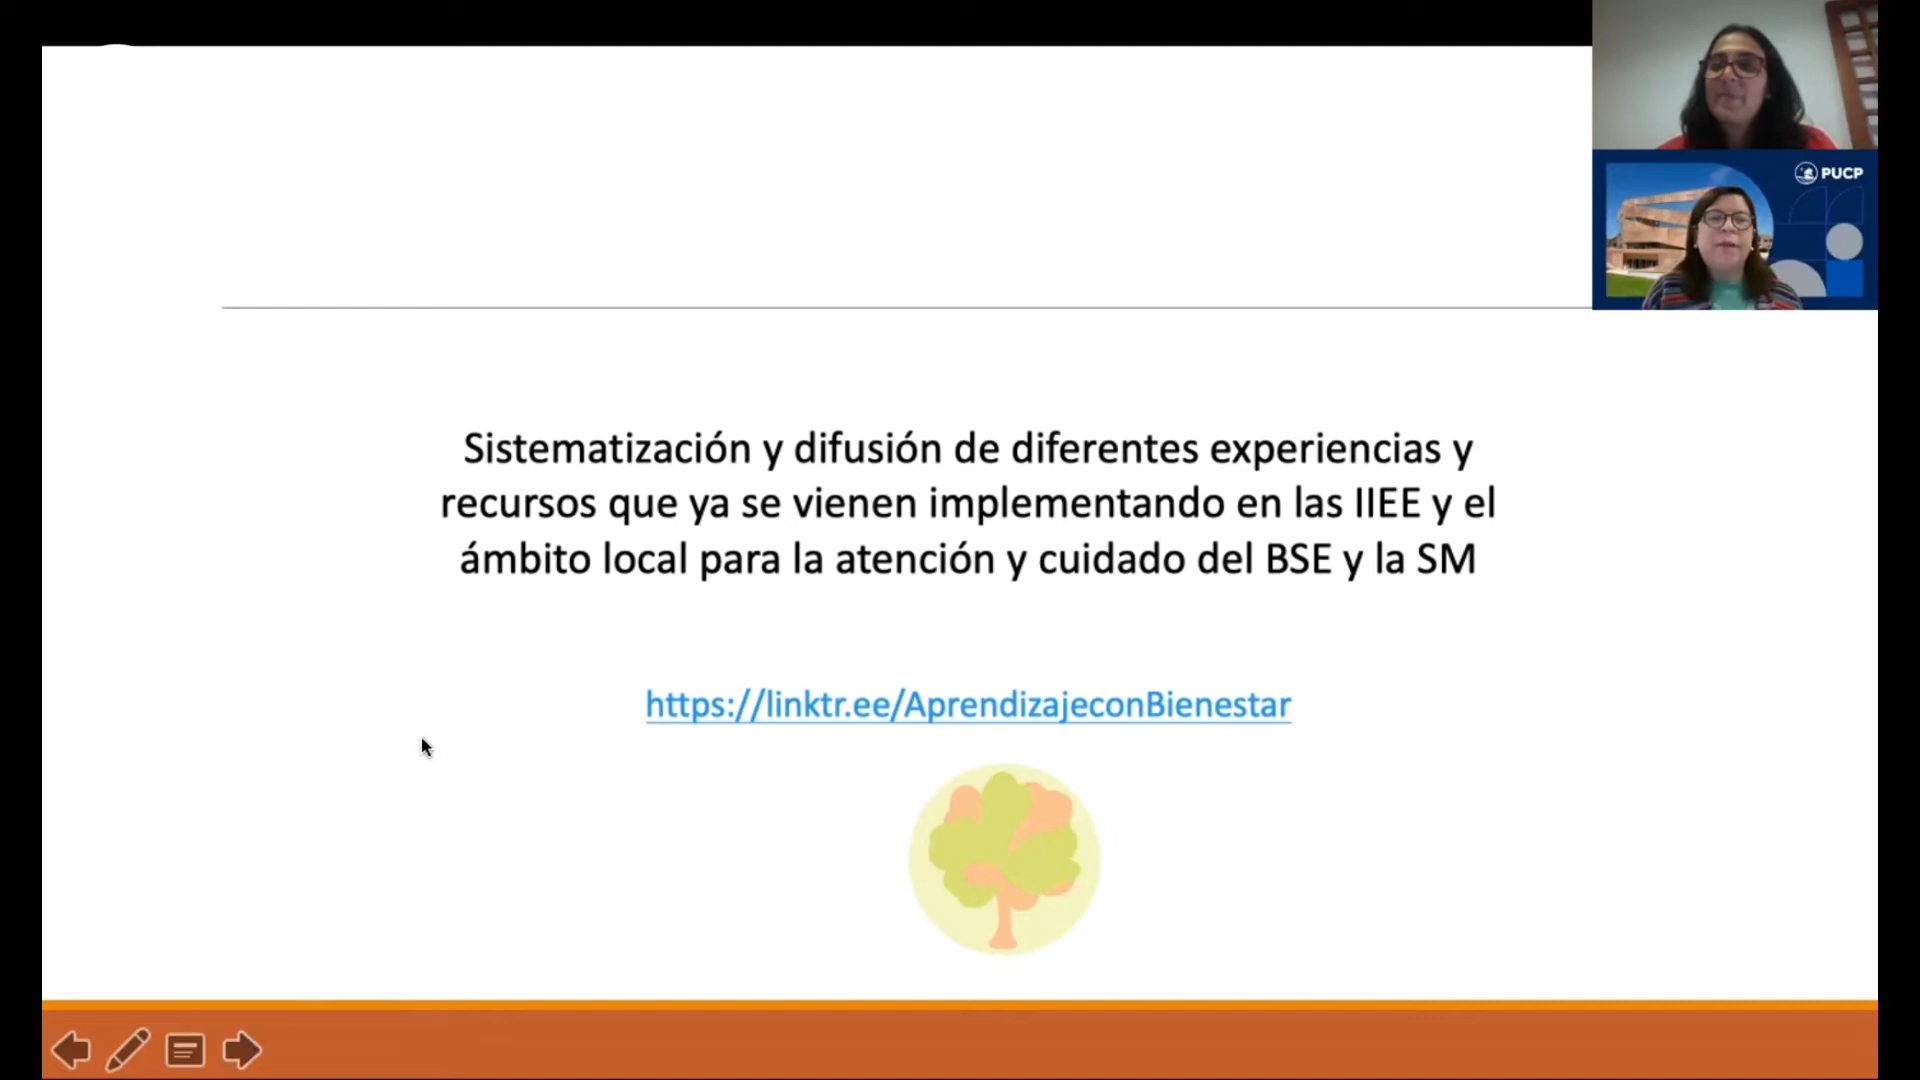 PUCP
Sistematización y difusión de diferentes experiencias y
recursos que ya se vienen implementando en las IIEE y el
ámbito local para la atención y cuidado del BSE y la SM
https://linktr.ee/AprendizajeconBienestar